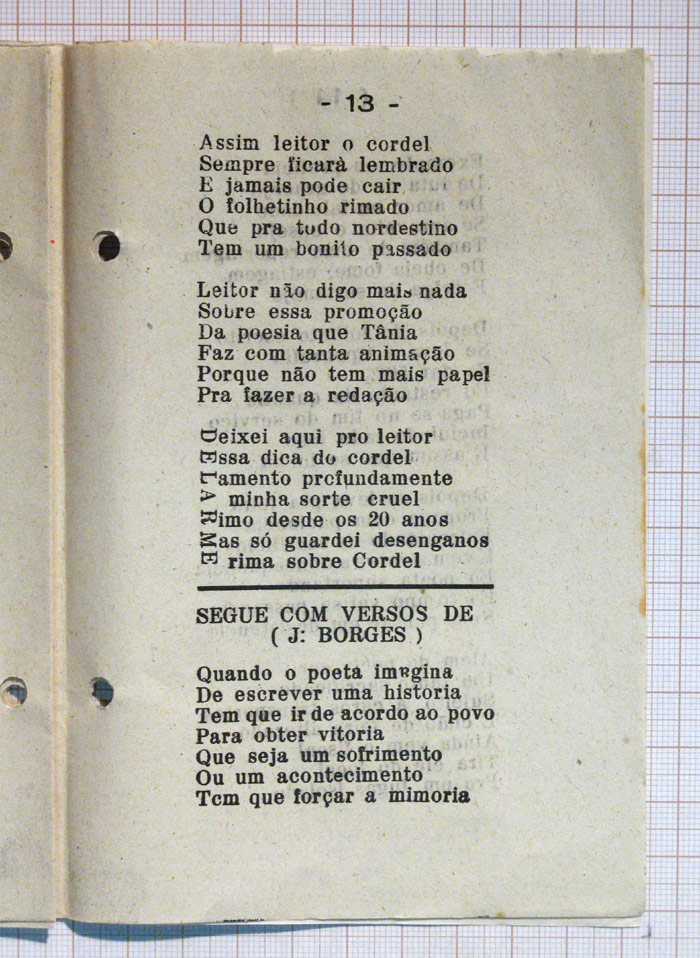 - 13 -
Assim leitor o cordel
Sempre ficará lembrado
E jamais pode cair
O folhetinho rimado
Que pra todo nordestino
Tem um bonito passado
Leitor não digo mais nada
Sobre essa promoção
Da poesia que Tânia
Faz com tanta animação
Porque não tem mais papel
Pra fazer a redação
Deixei aqui pro leitor
Essa dica do cordel
Lamento profundamente
A minha sorte cruel
Rimo desde os 20 anos
Mas só guardei desenganos
E rima sobre Cordel
SEGUE COM VERSOS DE
( J: BORGES )
Quando o poeta imagina
De escrever uma historia
Tem que ir de acordo ao povo
Para obter vitoria
Que seja um sofrimento
Ou um acontecimento
Tem que forçar a mimoria